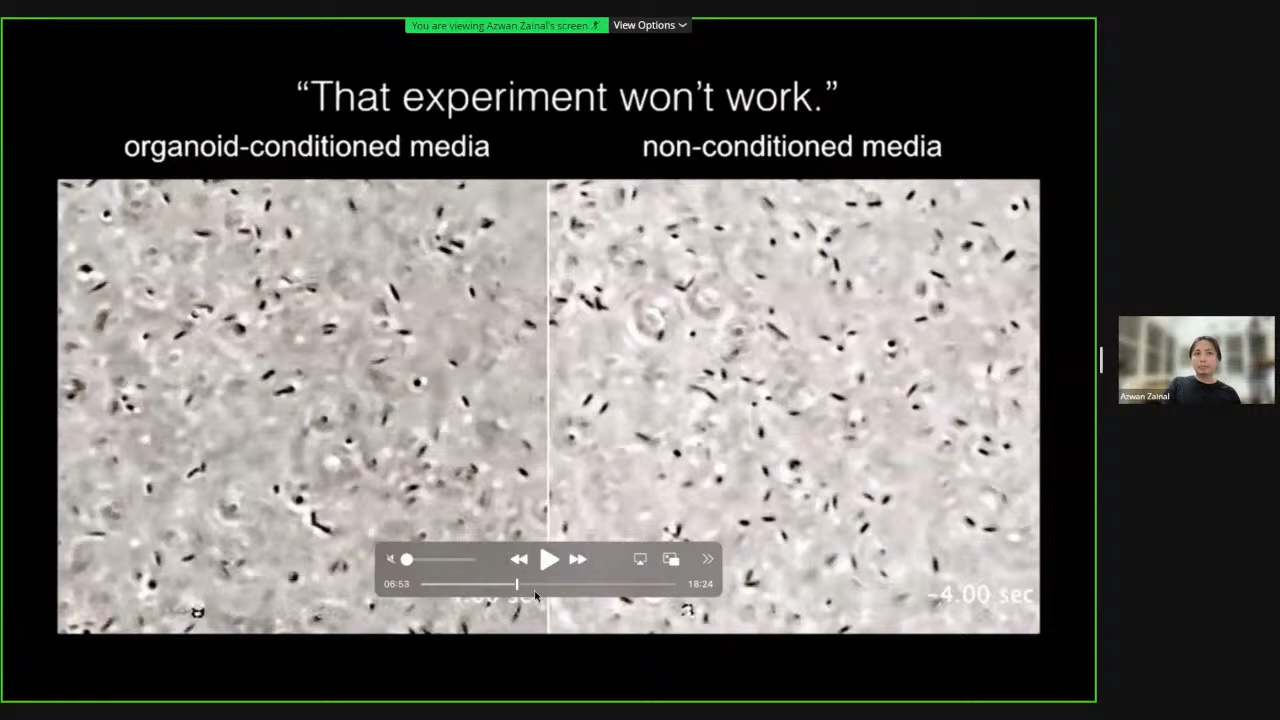 You are viewing Azwan Zainal's screen
View Options
“That experiment won’t work.”
organoid-conditioned media
non-conditioned media
06:53
18:24
-4.00 sec
Azwan Zainal